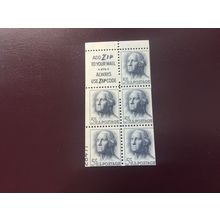 ADD ZIP
TO YOUR MAIL
ALWAYS
USE ZIP CODE
5¢ U.S. POSTAGE
5¢ U.S. POSTAGE
5¢ U.S. POSTAGE
5¢ U.S. POSTAGE
5¢ U.S. POSTAGE